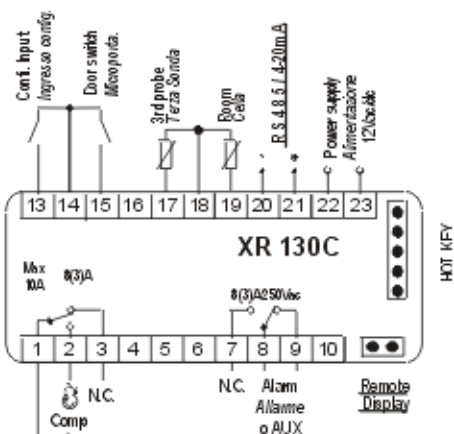 Confi. Input
Ingresso config.
Door switch
Microporta.
3rd probe
Terza Sonda
Room
Cella
RS485 / 4-20mA
- +
Power supply
Alimentazione
12Vac/dc
13 14 15 16 17 18 19 20 21 22 23
XR 130C
HOT KEY
Max
10A
8(3)A
8(3)A250Vac
1 2 3 4 5 6 7 8 9 10
N.C.
Comp
N.C.
Alarm
Allarme
o AUX
Remote
Display